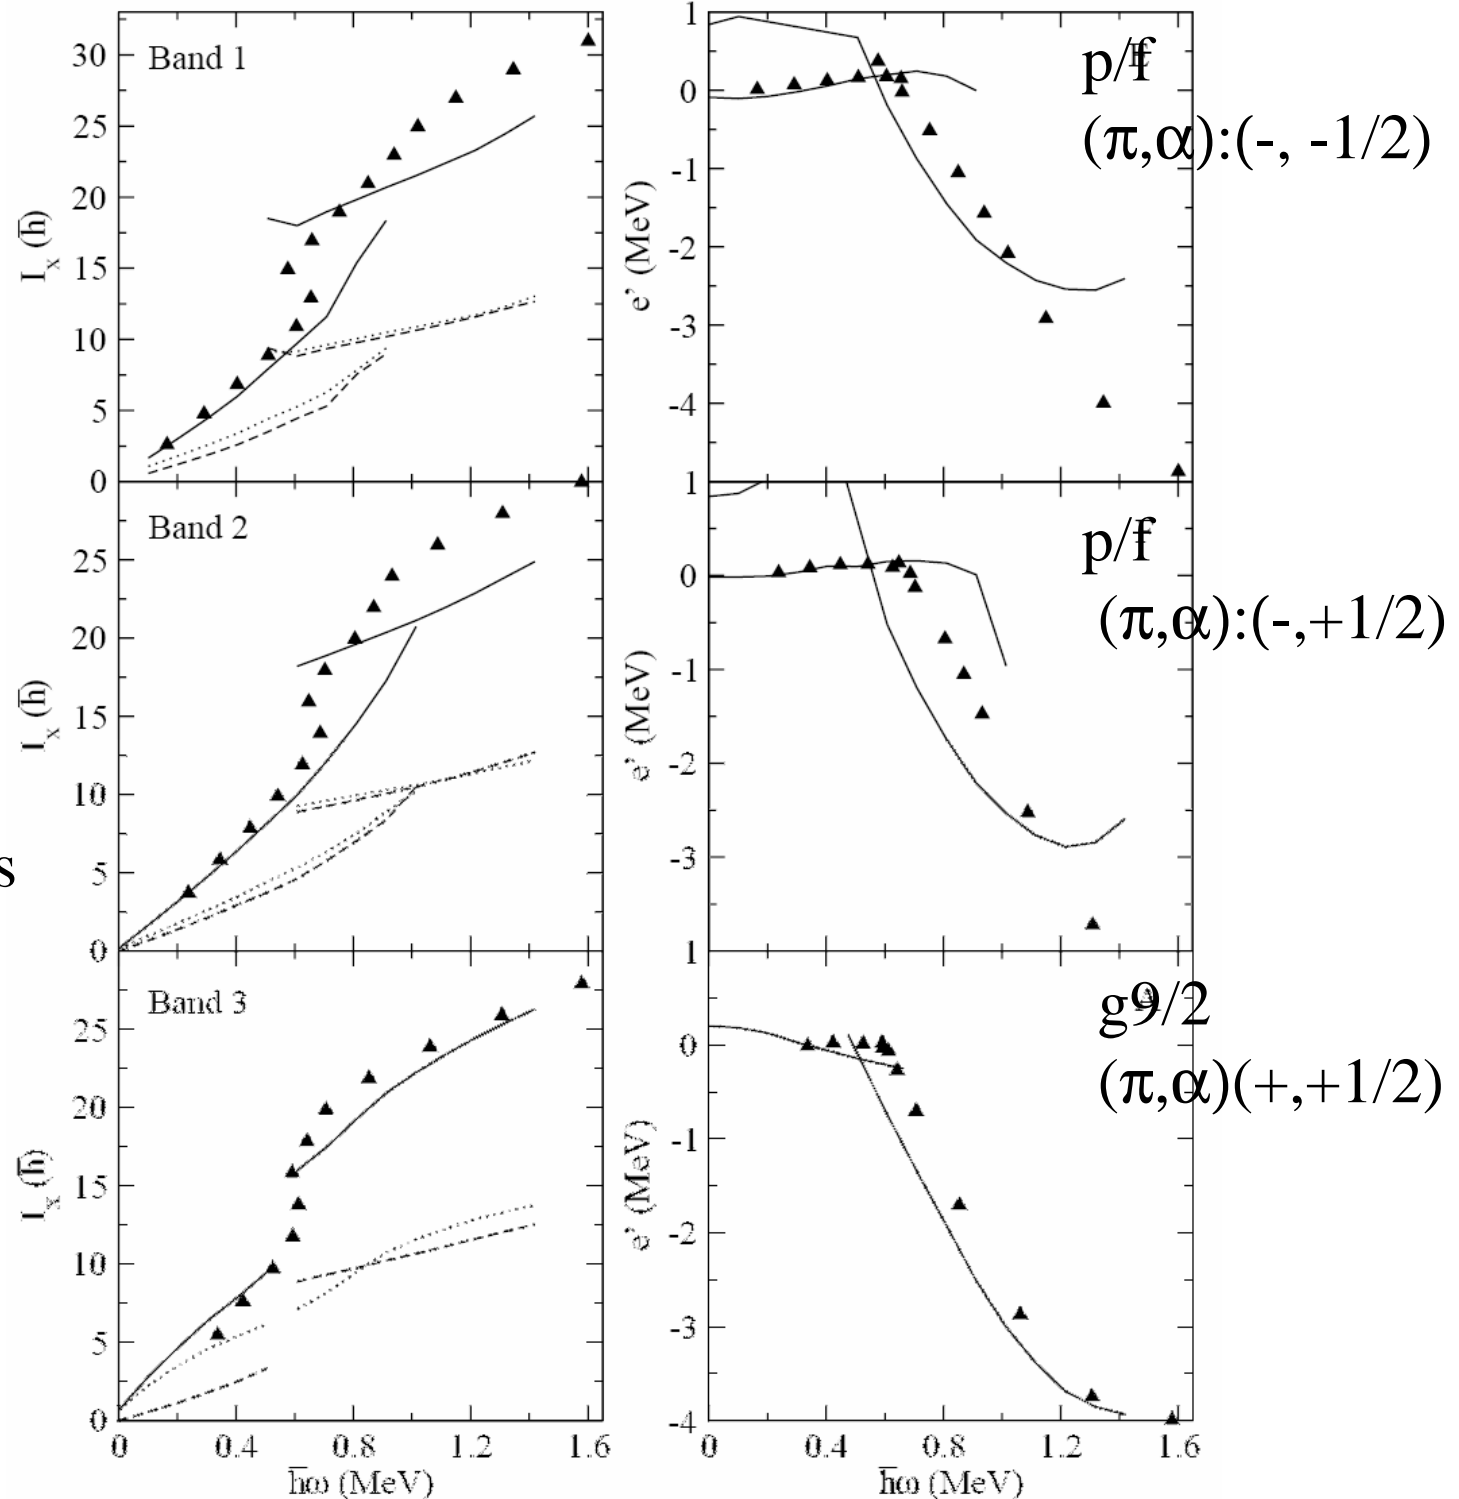 Band 1
30
25
20
15
10
5
0
I_x (ħ)
1
0
-1
-2
-3
-4
e' (MeV)
p/f
(π,α):(-, -1/2)
Band 2
25
20
15
10
5
0
I_x (ħ)
1
0
-1
-2
-3
e' (MeV)
p/f
(π,α):(-,+1/2)
s
Band 3
25
20
15
10
5
0
I_x (ħ)
0 0.4 0.8 1.2 1.6
ħω (MeV)
1
0
-1
-2
-3
-4
e' (MeV)
g9/2
(π,α)(+,+1/2)
0 0.4 0.8 1.2 1.6
ħω (MeV)